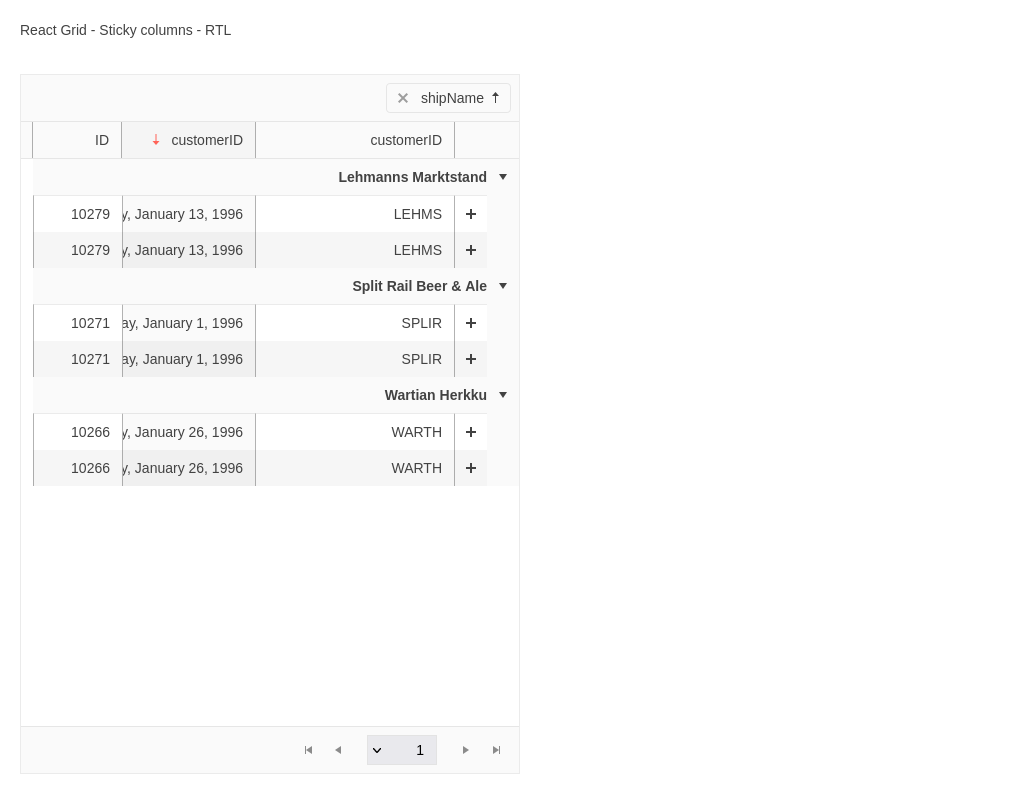 React Grid - Sticky columns - RTL
shipName
ID customerID customerID
Lehmanns Marktstand
10279 y, January 13, 1996 LEHMS
10279 y, January 13, 1996 LEHMS
Split Rail Beer & Ale
10271 ay, January 1, 1996 SPLIR
10271 ay, January 1, 1996 SPLIR
Wartian Herkku
10266 y, January 26, 1996 WARTH
10266 y, January 26, 1996 WARTH
1